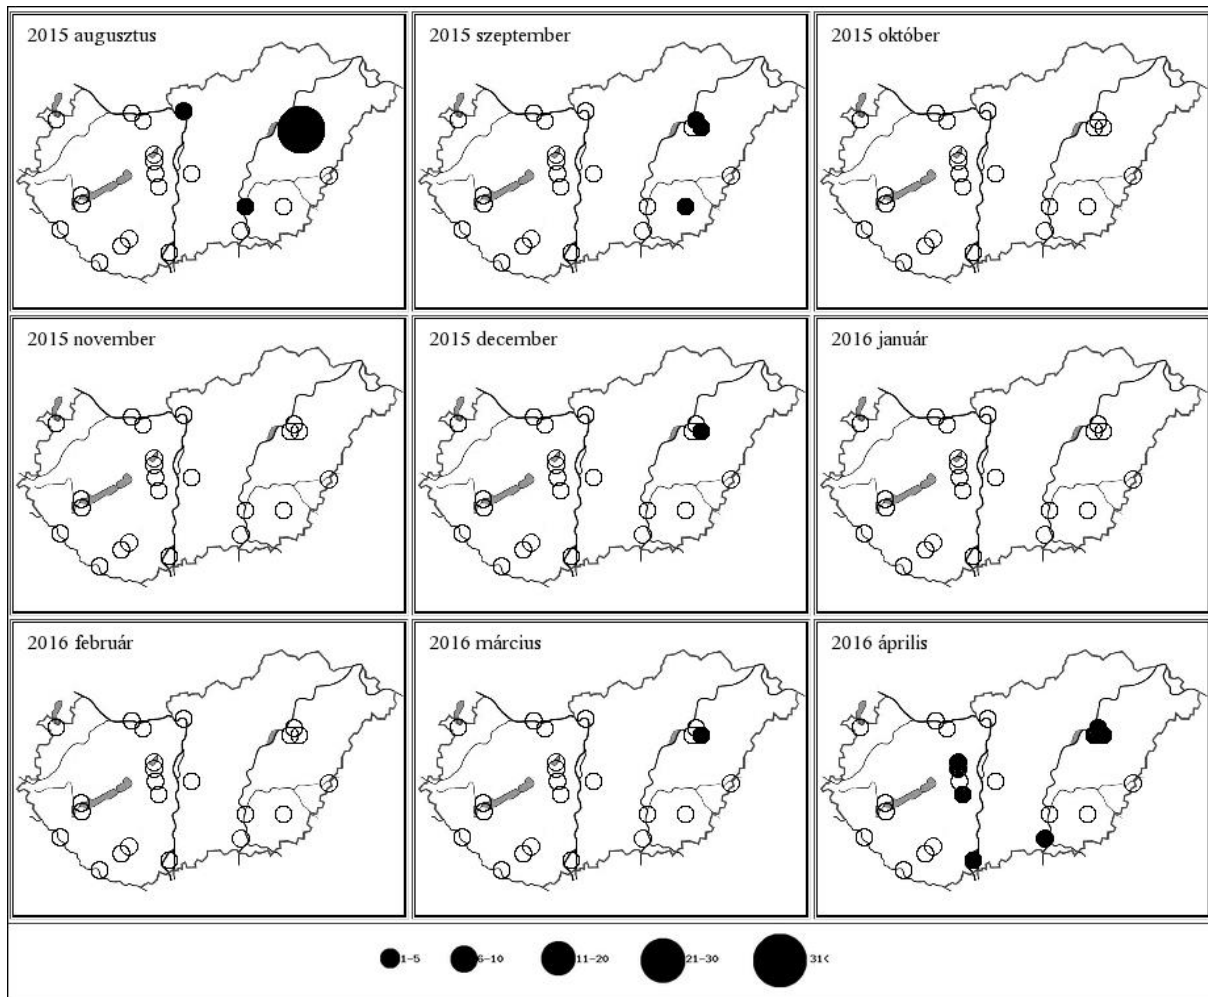 2015 augusztus
2015 szeptember
2015 október
2015 november
2015 december
2016 január
2016 február
2016 március
2016 április
1-5
6-10
11-20
21-30
31<